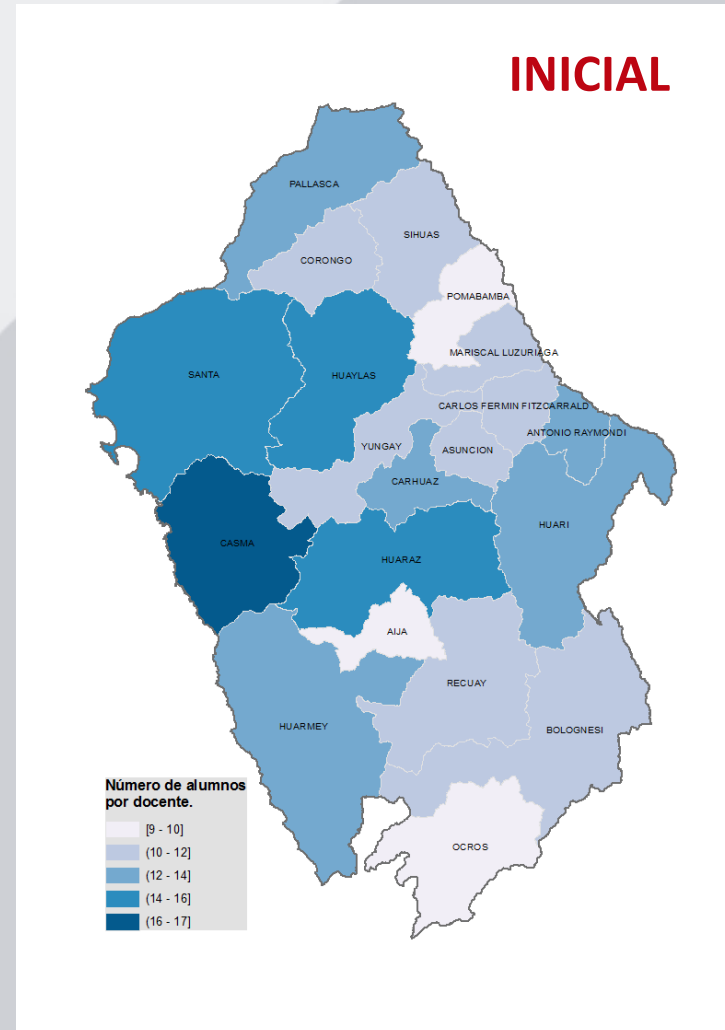 INICIAL
PALLASCA
SIHUAS
CORONGO
POMABAMBA
MARISCAL LUZURIAGA
SANTA
HUAYLAS
CARLOS FERMIN FITZCARRALD
ANTONIO RAYMONDI
YUNGAY
ASUNCION
CARHUAZ
HUARI
CASMA
HUARAZ
AIJA
RECUAY
HUARMEY
BOLOGNESI
OCROS
Número de alumnos
por docente.
[9 - 10]
(10 - 12]
(12 - 14]
(14 - 16]
(16 - 17]